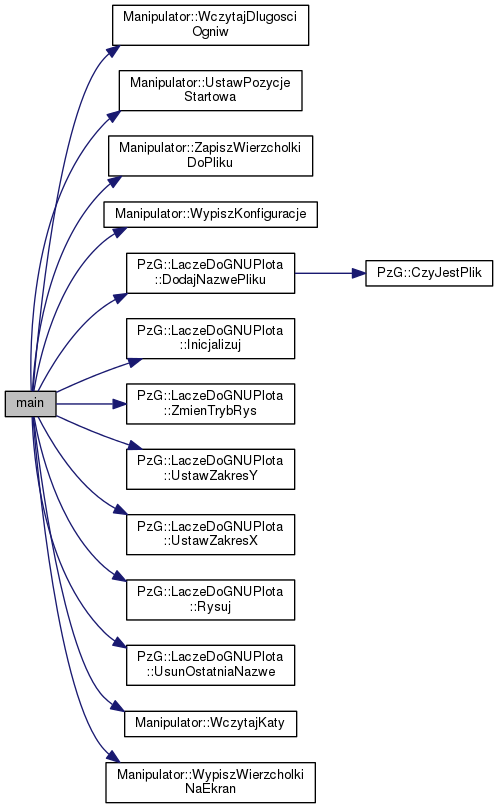 Manipulator::WczytajDlugosci
Ogniw
Manipulator::UstawPozycje
Startowa
Manipulator::ZapiszWierzcholki
DoPliku
Manipulator::WypiszKonfiguracje
PzG::LaczeDoGNUPlota
::DodajNazwePliku
PzG::CzyJestPlik
PzG::LaczeDoGNUPlota
::Inicjalizuj
main
PzG::LaczeDoGNUPlota
::ZmienTrybRys
PzG::LaczeDoGNUPlota
::UstawZakresY
PzG::LaczeDoGNUPlota
::UstawZakresX
PzG::LaczeDoGNUPlota
::Rysuj
PzG::LaczeDoGNUPlota
::UsunOstatniaNazwe
Manipulator::WczytajKaty
Manipulator::WypiszWierzcholki
NaEkran